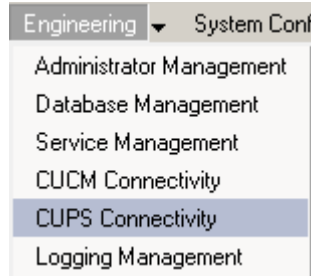 Engineering System Conf
Administrator Management
Database Management
Service Management
CUCM Connectivity
CUPS Connectivity
Logging Management